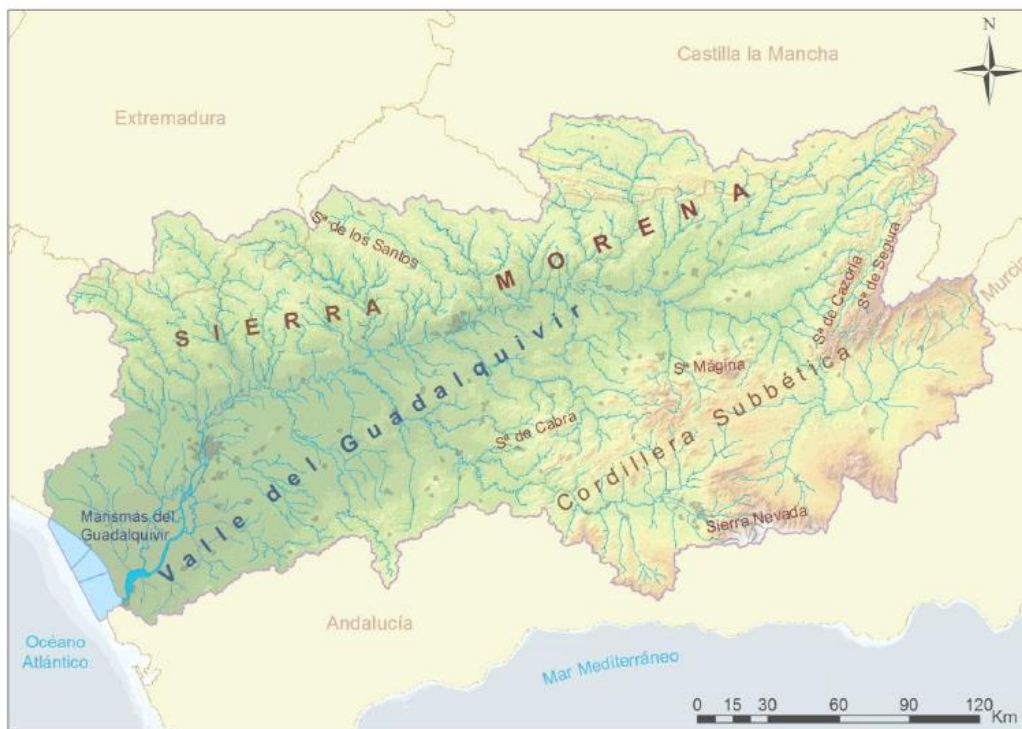 N
Castilla la Mancha
Extremadura
Sª de los Santos
SIERRA MORENA
Sª de Cazorla
Sª de Segura
Murcia
Valle del Guadalquivir
Sª Mágina
Cordillera Subbética
Sª de Cabra
Marismas del
Guadalquivir
Sierra Nevada
Andalucía
Océano
Atlántico
Mar Mediterráneo
0 15 30 60 90 120
Km